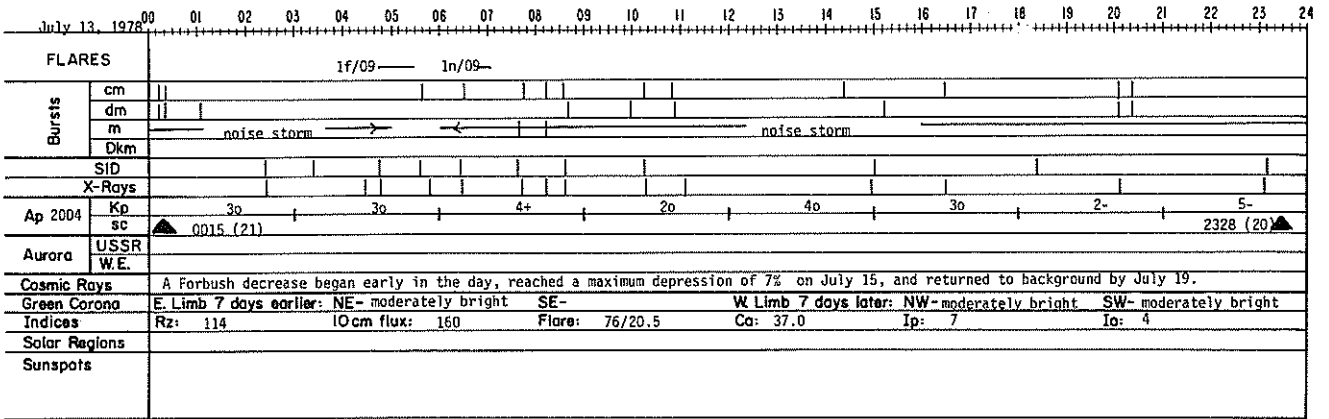 July 13, 1978 00 01 02 03 04 05 06 07 08 09 10 11 12 13 14 15 16 17 18 19 20 21 22 23 24
FLARES 1f/09 1n/09
Bursts
cm
dm
m noise storm noise storm
Dkm
SID
X-Rays
Ap 2004 Kp 3o 3o 4+ 2o 4o 3o 2- 5-
sc 0015 (21) 2328 (20)
Aurora USSR
W.E.
Cosmic Rays A Forbush decrease began early in the day, reached a maximum depression of 7% on July 15, and returned to background by July 19.
Green Corona E. Limb 7 days earlier: NE- moderately bright SE- W. Limb 7 days later: NW- moderately bright SW- moderately bright
Indices Rz: 114 10cm flux: 160 Flare: 76/20.5 Ca: 37.0 Ip: 7 Ia: 4
Solar Regions
Sunspots